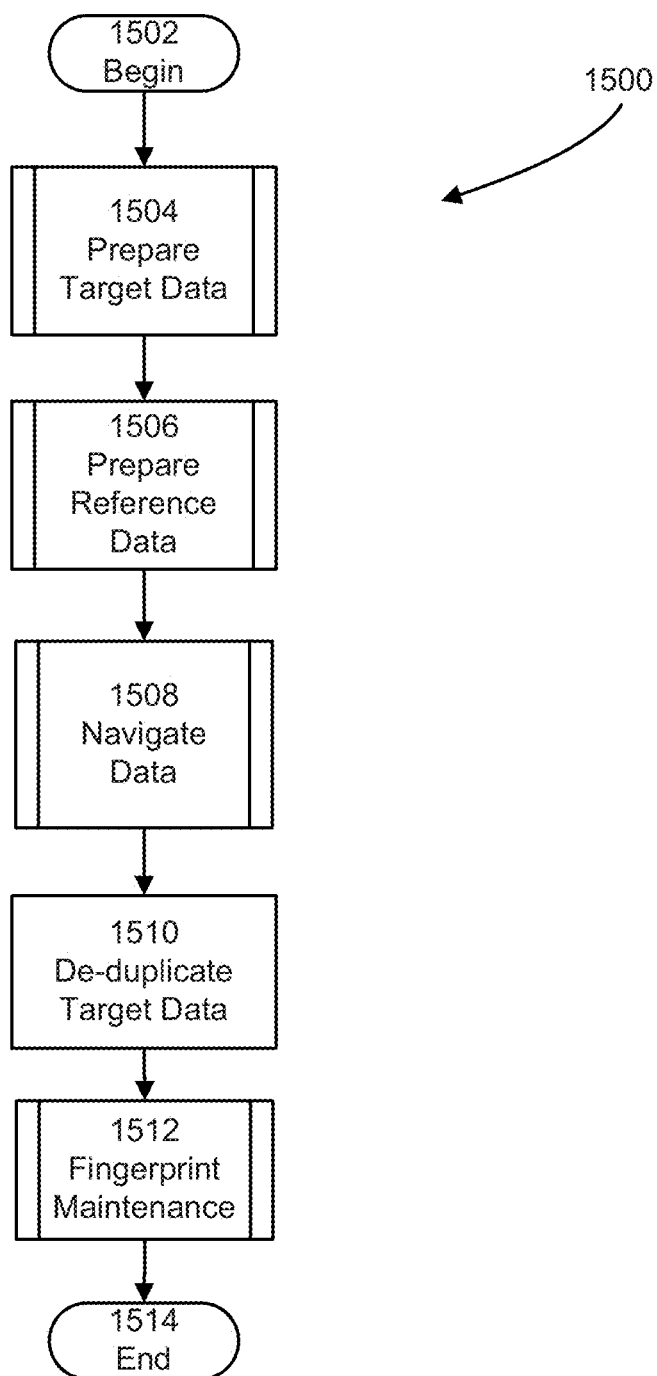 1502
Begin
1500
1504
Prepare
Target Data
1506
Prepare
Reference
Data
1508
Navigate
Data
1510
De-duplicate
Target Data
1512
Fingerprint
Maintenance
1514
End